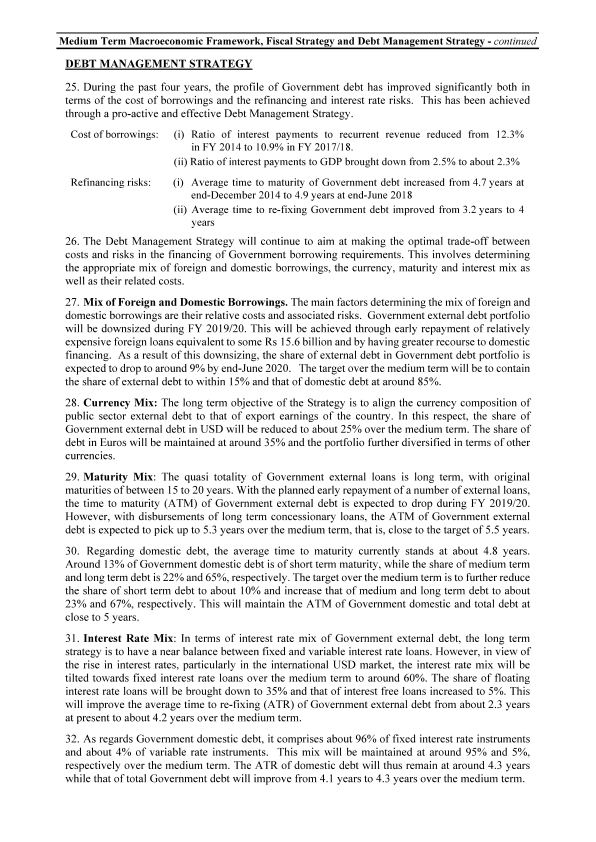 Medium Term Macroeconomic Framework, Fiscal Strategy and Debt Management Strategy - continued
DEBT MANAGEMENT STRATEGY
25. During the past four years, the profile of Government debt has improved significantly both in
terms of the cost of borrowings and the refinancing and interest rate risks. This has been achieved
through a pro-active and effective Debt Management Strategy.
Cost of borrowings: (i) Ratio of interest payments to recurrent revenue reduced from 12.3%
in FY 2014 to 10.9% in FY 2017/18.
(ii) Ratio of interest payments to GDP brought down from 2.5% to about 2.3%
Refinancing risks: (i) Average time to maturity of Government debt increased from 4.7 years at
end-December 2014 to 4.9 years at end-June 2018
(ii) Average time to re-fixing Government debt improved from 3.2 years to 4
years
26. The Debt Management Strategy will continue to aim at making the optimal trade-off between
costs and risks in the financing of Government borrowing requirements. This involves determining
the appropriate mix of foreign and domestic borrowings, the currency, maturity and interest mix as
well as their related costs.
27. Mix of Foreign and Domestic Borrowings. The main factors determining the mix of foreign and
domestic borrowings are their relative costs and associated risks. Government external debt portfolio
will be downsized during FY 2019/20. This will be achieved through early repayment of relatively
expensive foreign loans equivalent to some Rs 15.6 billion and by having greater recourse to domestic
financing. As a result of this downsizing, the share of external debt in Government debt portfolio is
expected to drop to around 9% by end-June 2020. The target over the medium term will be to contain
the share of external debt to within 15% and that of domestic debt at around 85%.
28. Currency Mix: The long term objective of the Strategy is to align the currency composition of
public sector external debt to that of export earnings of the country. In this respect, the share of
Government external debt in USD will be reduced to about 25% over the medium term. The share of
debt in Euros will be maintained at around 35% and the portfolio further diversified in terms of other
currencies.
29. Maturity Mix: The quasi totality of Government external loans is long term, with original
maturities of between 15 to 20 years. With the planned early repayment of a number of external loans,
the time to maturity (ATM) of Government external debt is expected to drop during FY 2019/20.
However, with disbursements of long term concessionary loans, the ATM of Government external
debt is expected to pick up to 5.3 years over the medium term, that is, close to the target of 5.5 years.
30. Regarding domestic debt, the average time to maturity currently stands at about 4.8 years.
Around 13% of Government domestic debt is of short term maturity, while the share of medium term
and long term debt is 22% and 65%, respectively. The target over the medium term is to further reduce
the share of short term debt to about 10% and increase that of medium and long term debt to about
23% and 67%, respectively. This will maintain the ATM of Government domestic and total debt at
close to 5 years.
31. Interest Rate Mix: In terms of interest rate mix of Government external debt, the long term
strategy is to have a near balance between fixed and variable interest rate loans. However, in view of
the rise in interest rates, particularly in the international USD market, the interest rate mix will be
tilted towards fixed interest rate loans over the medium term to around 60%. The share of floating
interest rate loans will be brought down to 35% and that of interest free loans increased to 5%. This
will improve the average time to re-fixing (ATR) of Government external debt from about 2.3 years
at present to about 4.2 years over the medium term.
32. As regards Government domestic debt, it comprises about 96% of fixed interest rate instruments
and about 4% of variable rate instruments. This mix will be maintained at around 95% and 5%,
respectively over the medium term. The ATR of domestic debt will thus remain at around 4.3 years
while that of total Government debt will improve from 4.1 years to 4.3 years over the medium term.